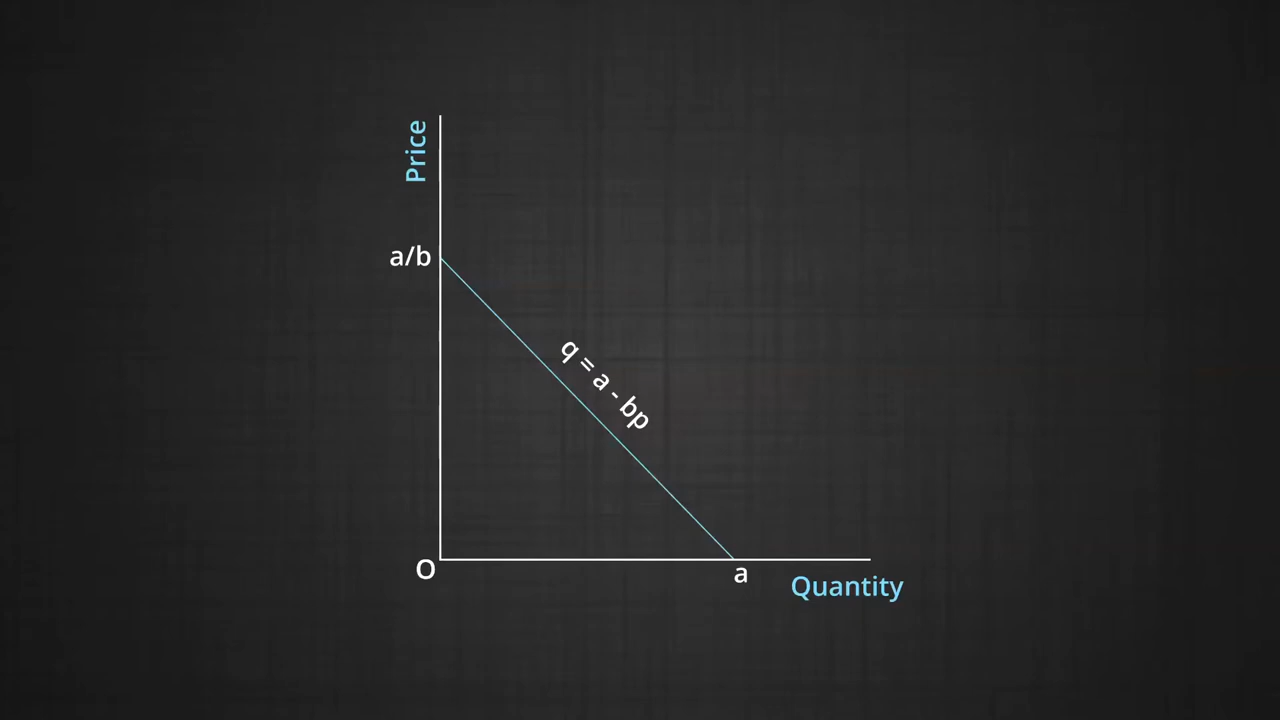 Price
a/b
q = a - bp
O
a
Quantity